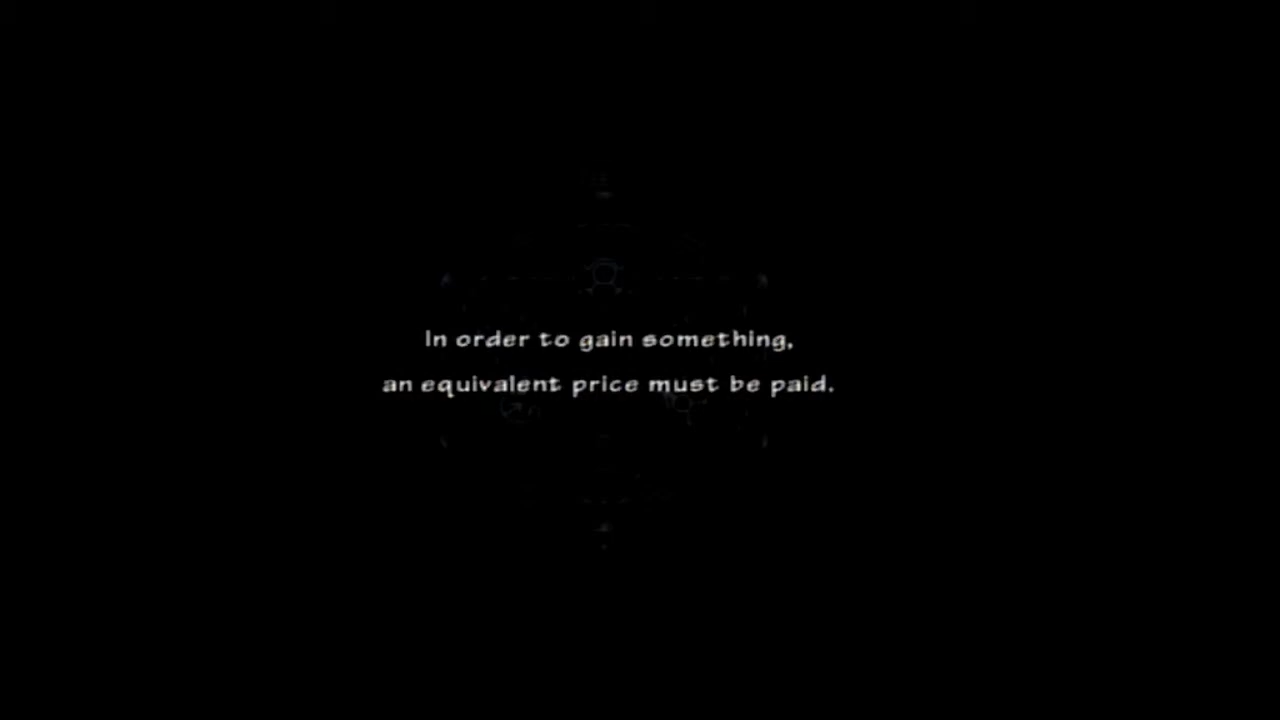 In order to gain something,
an equivalent price must be paid.